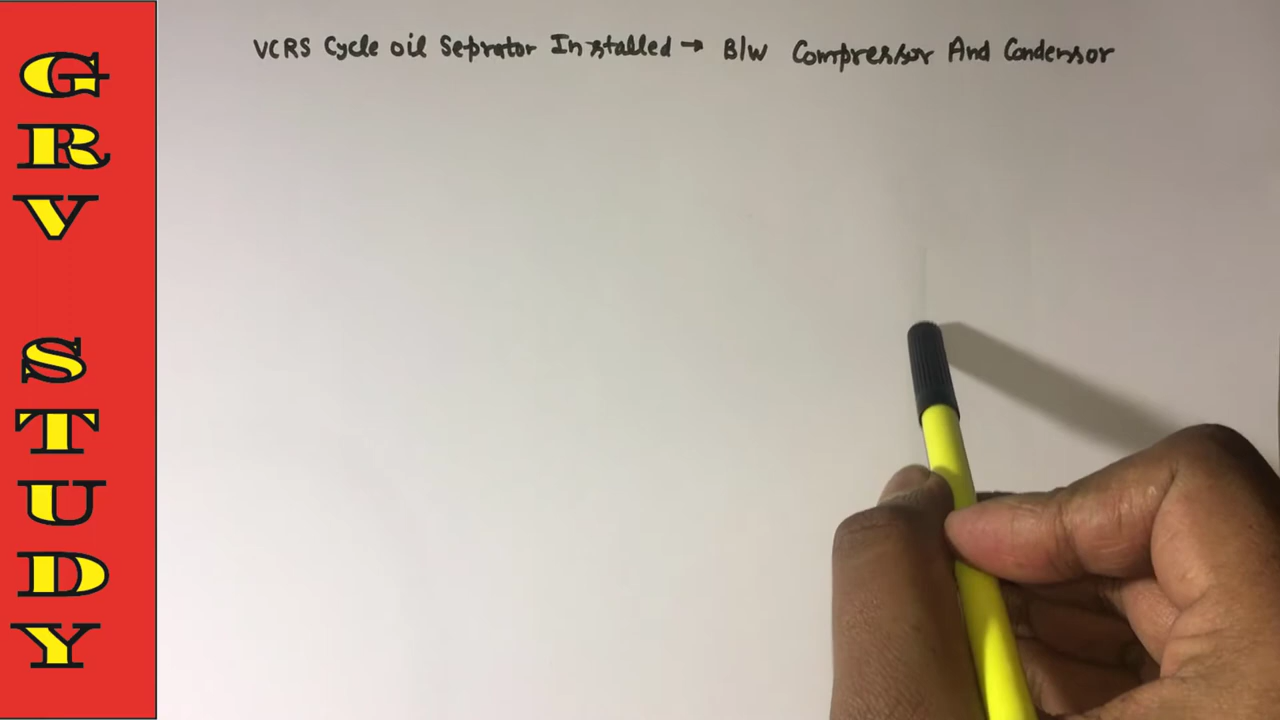 GRV STUDY
VCRS Cycle oil Seprator Installed → B/w Compressor And Condensor